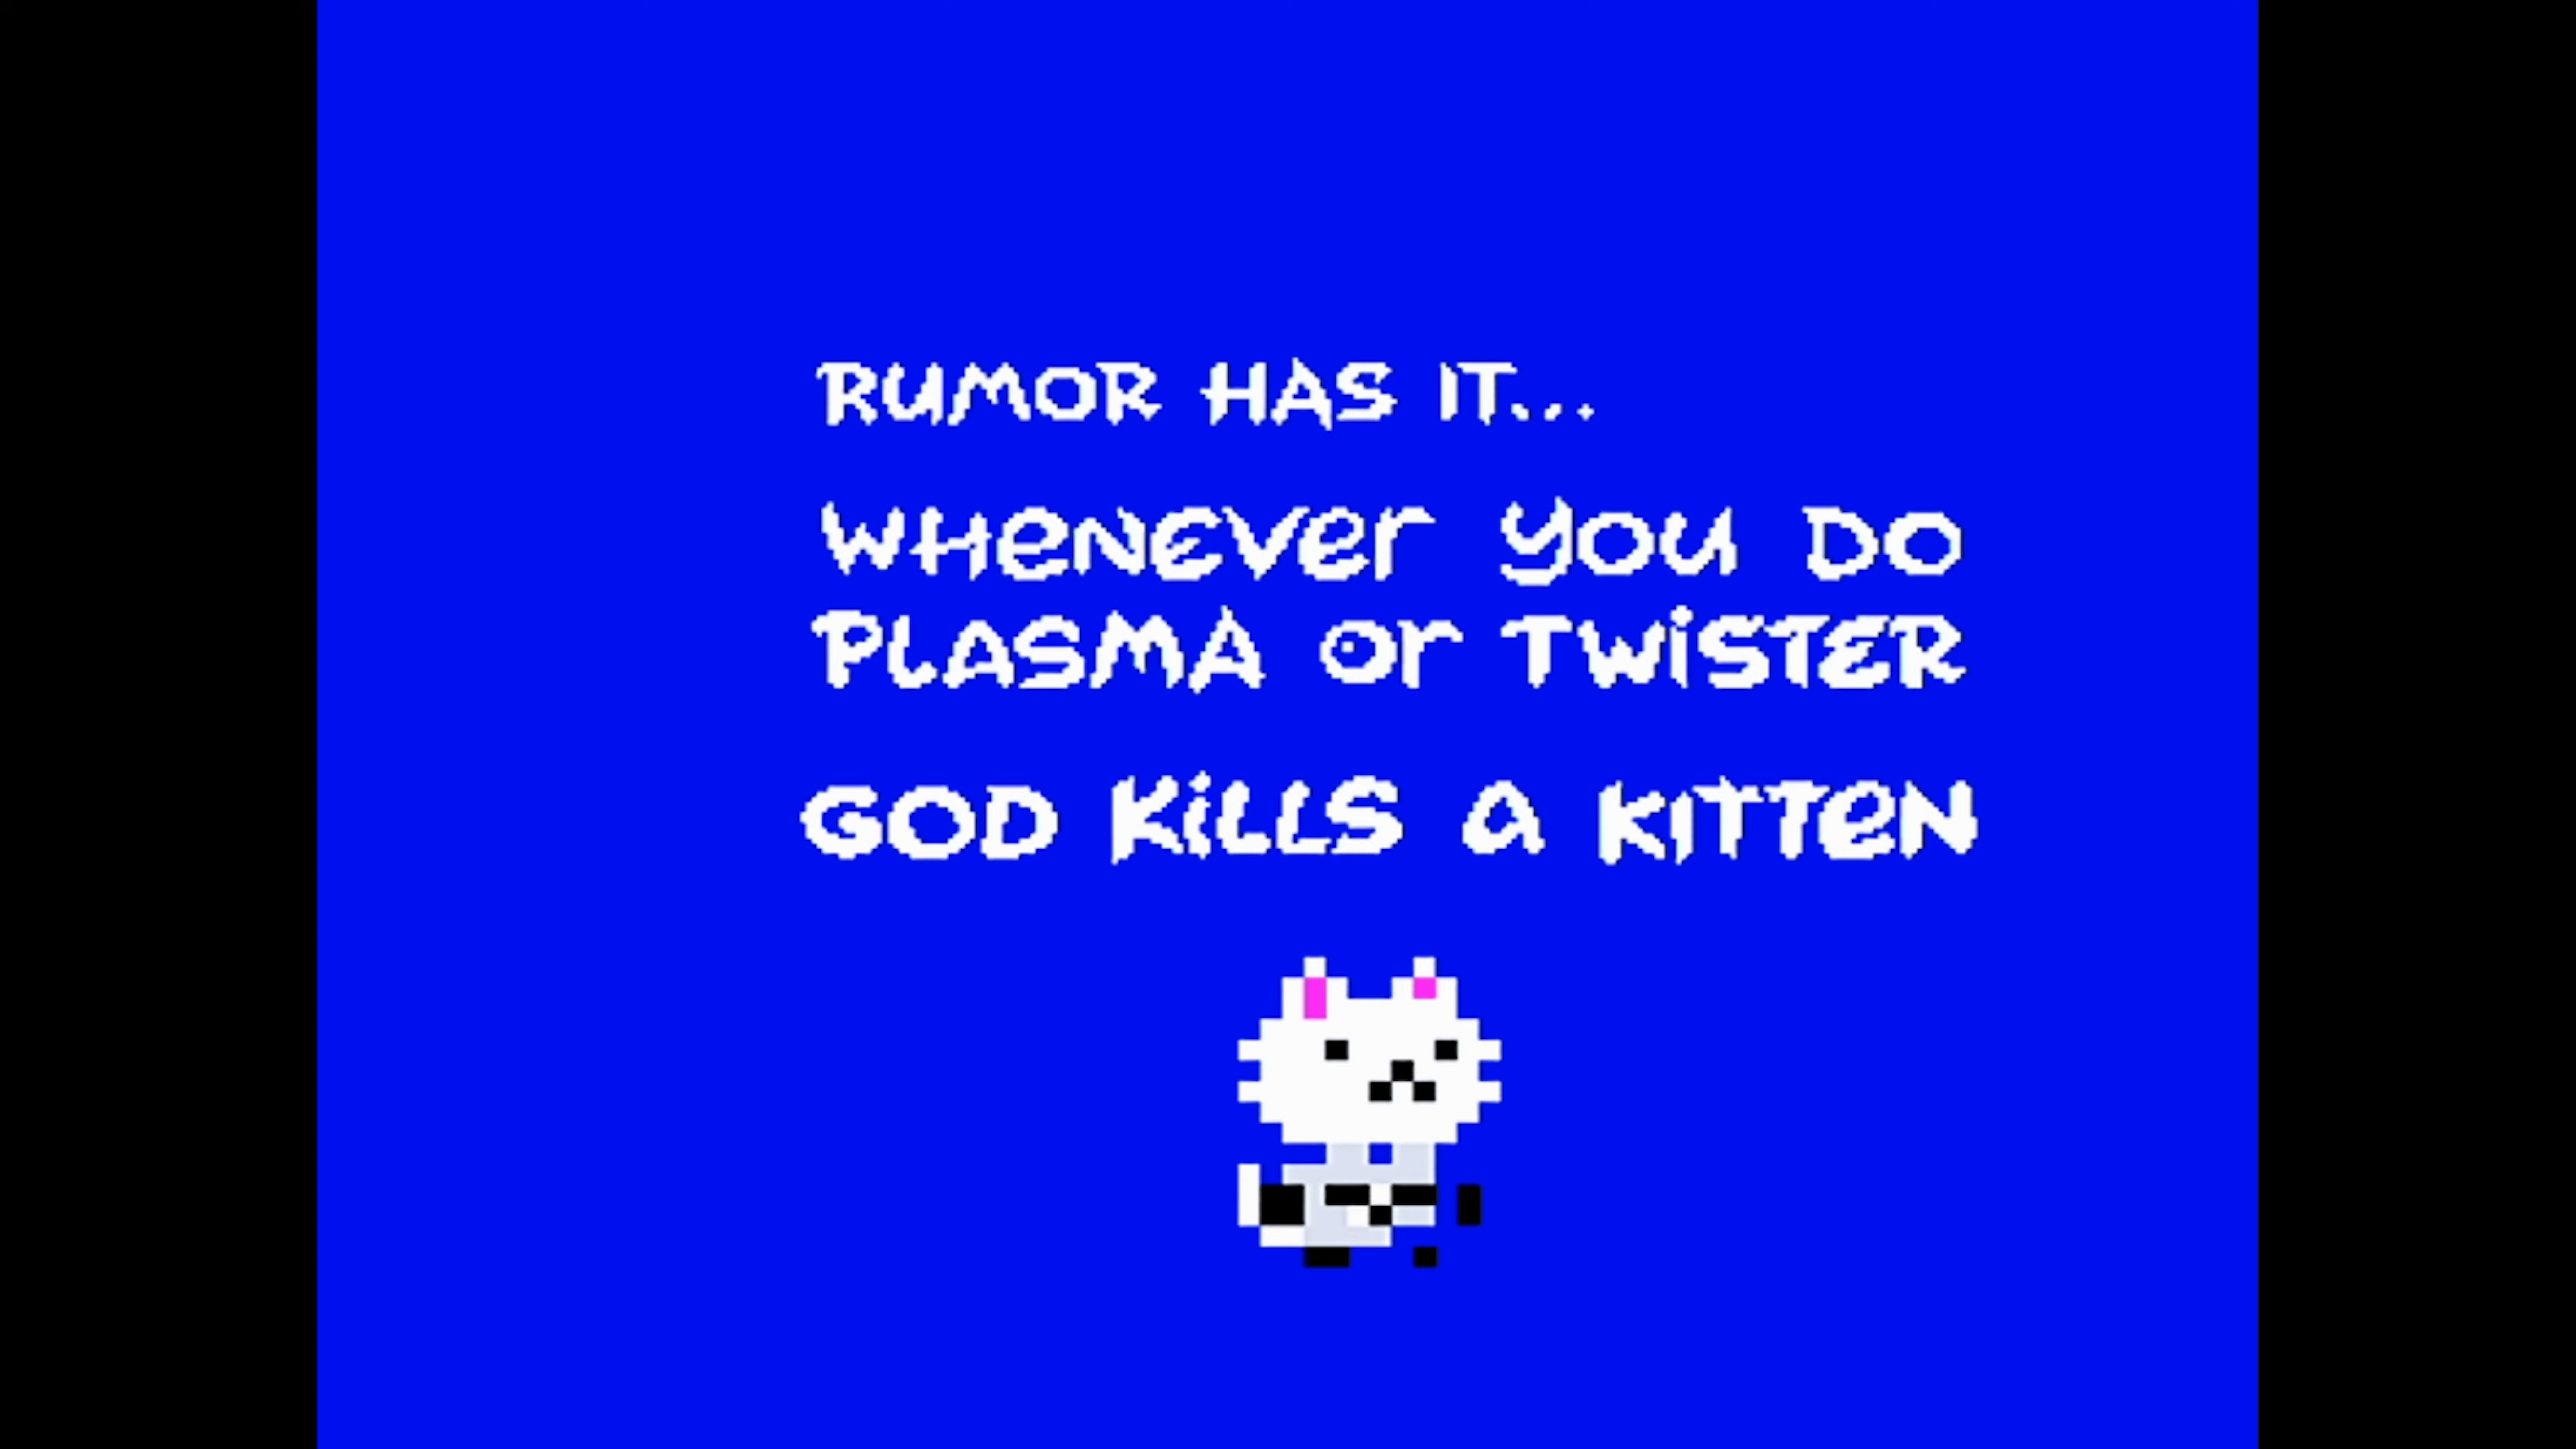 RUMOR HAS IT...
WHeNEVer you DO
PLASMA or TWiSTER
GOD KiLLS A KITTeN